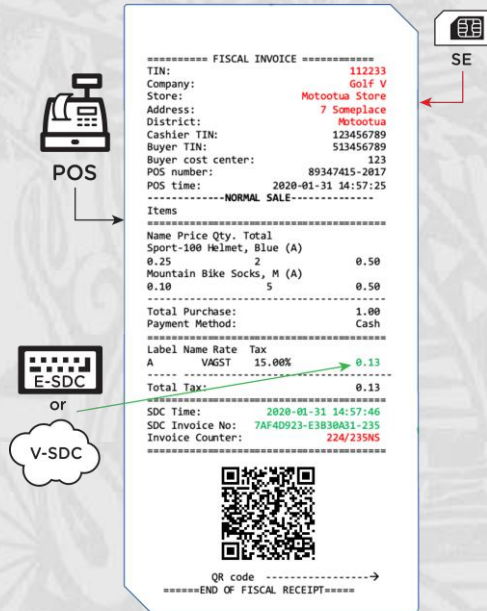 ========== FISCAL INVOICE ============
TIN: 112233
Company: Golf V
Store: Motootua Store
Address: 7 Someplace
District: Motootua
Cashier TIN: 123456789
Buyer TIN: 513456789
Buyer cost center: 123
POS number: 89347415-2017
POS time: 2020-01-31 14:57:25
-------------NORMAL SALE--------------
Items
======================================
Name Price Qty. Total
Sport-100 Helmet, Blue (A)
0.25 2 0.50
Mountain Bike Socks, M (A)
0.10 5 0.50
--------------------------------------
Total Purchase: 1.00
Payment Method: Cash
======================================
Label Name Rate Tax
A VAGST 15.00% 0.13
--------------------------------------
Total Tax: 0.13
======================================
SDC Time: 2020-01-31 14:57:46
SDC Invoice No: 7AF4D923-E3B30A31-235
Invoice Counter: 224/235NS
======================================
QR code
======END OF FISCAL RECEIPT=====
SE
POS
E-SDC
or
V-SDC